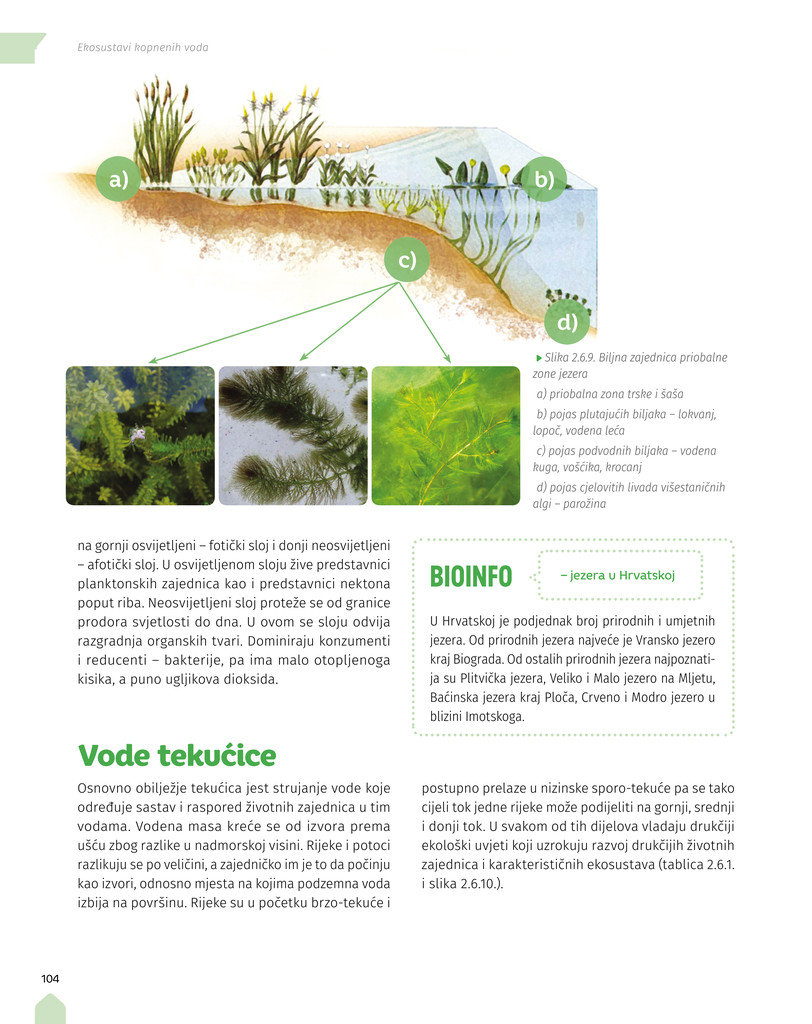 Ekosustavi kopnenih voda
a)
b)
c)
d)
Slika 2.6.9. Biljna zajednica priobalne
zone jezera
a) priobalna zona trske i šaša
b) pojas plutajućih biljaka – lokvanj,
lopoč, vodena leća
c) pojas podvodnih biljaka – vodena
kuga, vošćika, krocanj
d) pojas cjelovitih livada višestaničnih
algi – parožina
na gornji osvijetljeni – fotički sloj i donji neosvijetljeni
– afotički sloj. U osvijetljenom sloju žive predstavnici
planktonskih zajednica kao i predstavnici nektona
poput riba. Neosvijetljeni sloj proteže se od granice
prodora svjetlosti do dna. U ovom se sloju odvija
razgradnja organskih tvari. Dominiraju konzumenti
i reducenti – bakterije, pa ima malo otopljenoga
kisika, a puno ugljikova dioksida.
BIOINFO
– jezera u Hrvatskoj
U Hrvatskoj je podjednak broj prirodnih i umjetnih
jezera. Od prirodnih jezera najveće je Vransko jezero
kraj Biograda. Od ostalih prirodnih jezera najpoznati-
ja su Plitvička jezera, Veliko i Malo jezero na Mljetu,
Baćinska jezera kraj Ploča, Crveno i Modro jezero u
blizini Imotskoga.
Vode tekućice
Osnovno obilježje tekućica jest strujanje vode koje
određuje sastav i raspored životnih zajednica u tim
vodama. Vodena masa kreće se od izvora prema
ušću zbog razlike u nadmorskoj visini. Rijeke i potoci
razlikuju se po veličini, a zajedničko im je to da počinju
kao izvori, odnosno mjesta na kojima podzemna voda
izbija na površinu. Rijeke su u početku brzo-tekuće i
postupno prelaze u nizinske sporo-tekuće pa se tako
cijeli tok jedne rijeke može podijeliti na gornji, srednji
i donji tok. U svakom od tih dijelova vladaju drukčiji
ekološki uvjeti koji uzrokuju razvoj drukčijih životnih
zajednica i karakterističnih ekosustava (tablica 2.6.1.
i slika 2.6.10.).
104